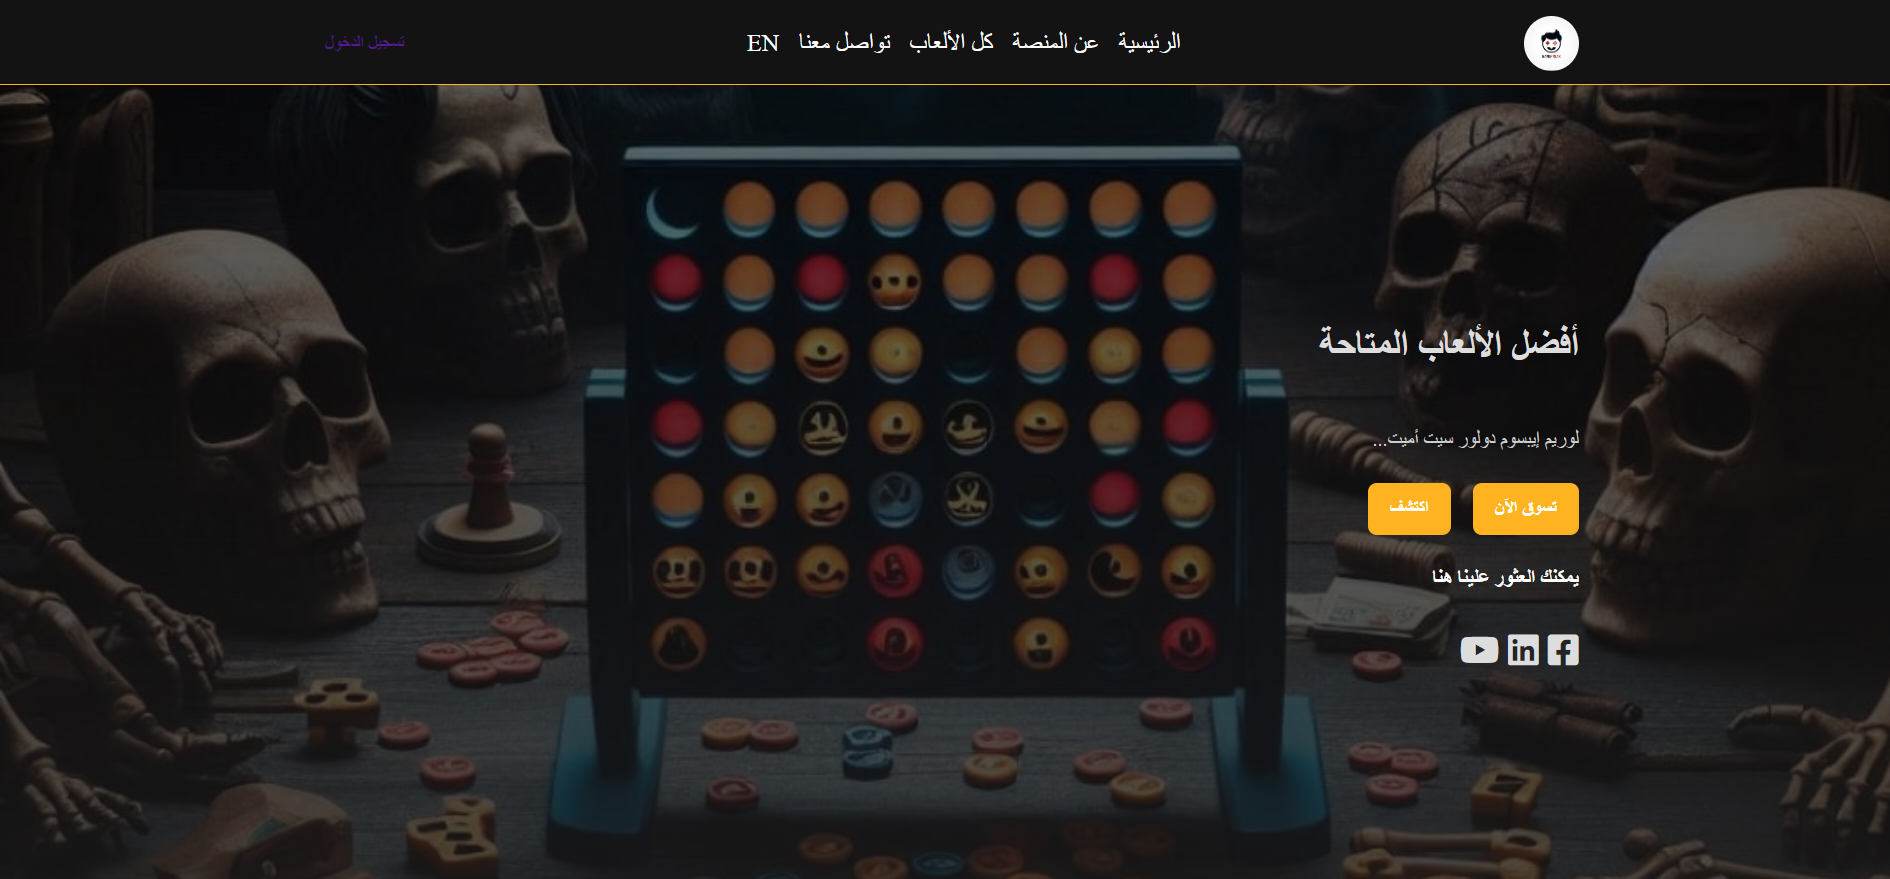 الرئيسية عن المنصة كل الألعاب تواصل معنا EN
تسجيل الدخول
أفضل الألعاب المتاحة
لوريم إيبسوم دولور سيت أميت...
تسوق الآن اكتشف
يمكنك العثور علينا هنا